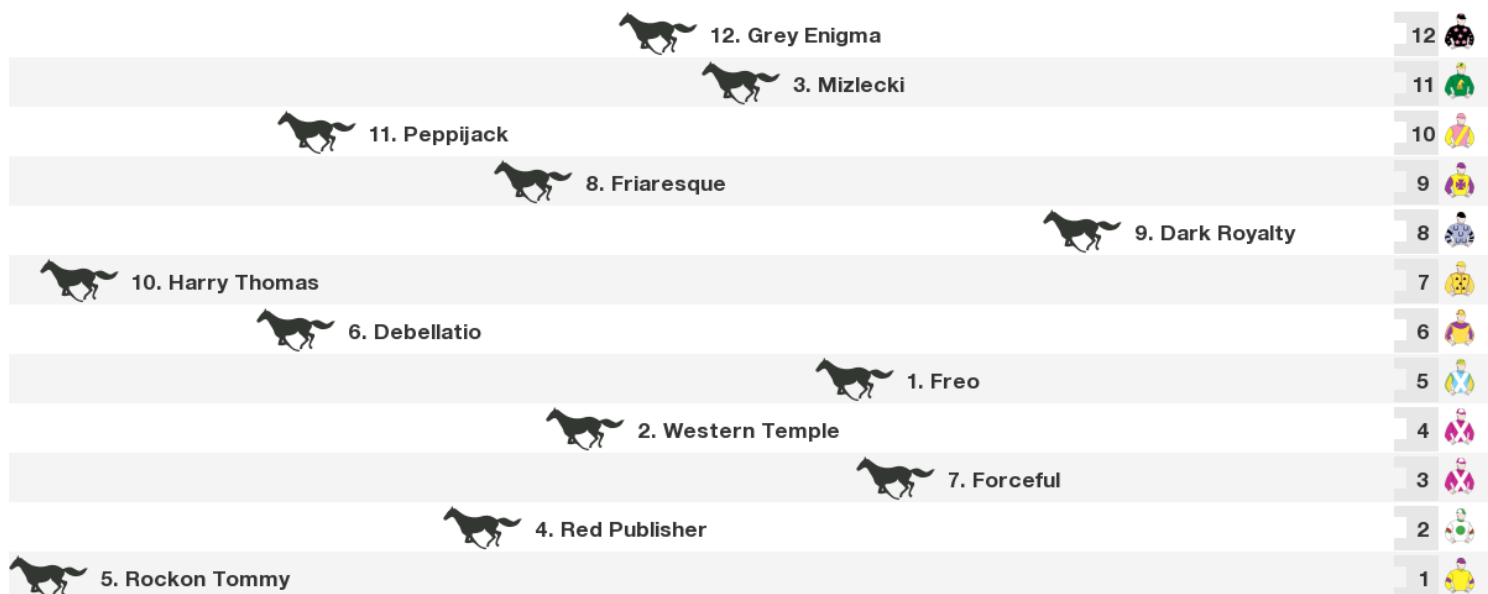 12. Grey Enigma 12
3. Mizlecki 11
11. Peppijack 10
8. Friaresque 9
9. Dark Royalty 8
10. Harry Thomas 7
6. Debellatio 6
1. Freo 5
2. Western Temple 4
7. Forceful 3
4. Red Publisher 2
5. Rockon Tommy 1